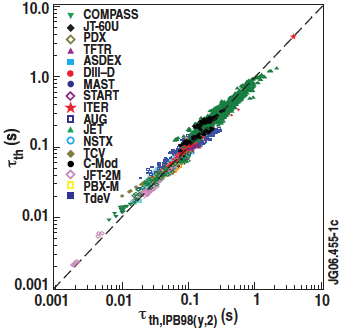 10.0
COMPASS
JT-60U
PDX
TFTR
ASDEX
1.0
DIII–D
MAST
START
ITER
AUG
τth (s)
JET
0.1
NSTX
TCV
C-Mod
JFT-2M
PBX-M
TdeV
0.01
0.001
0.001
0.01
0.1
1
10
τth,IPB98(y,2) (s)
JG06.455-1c